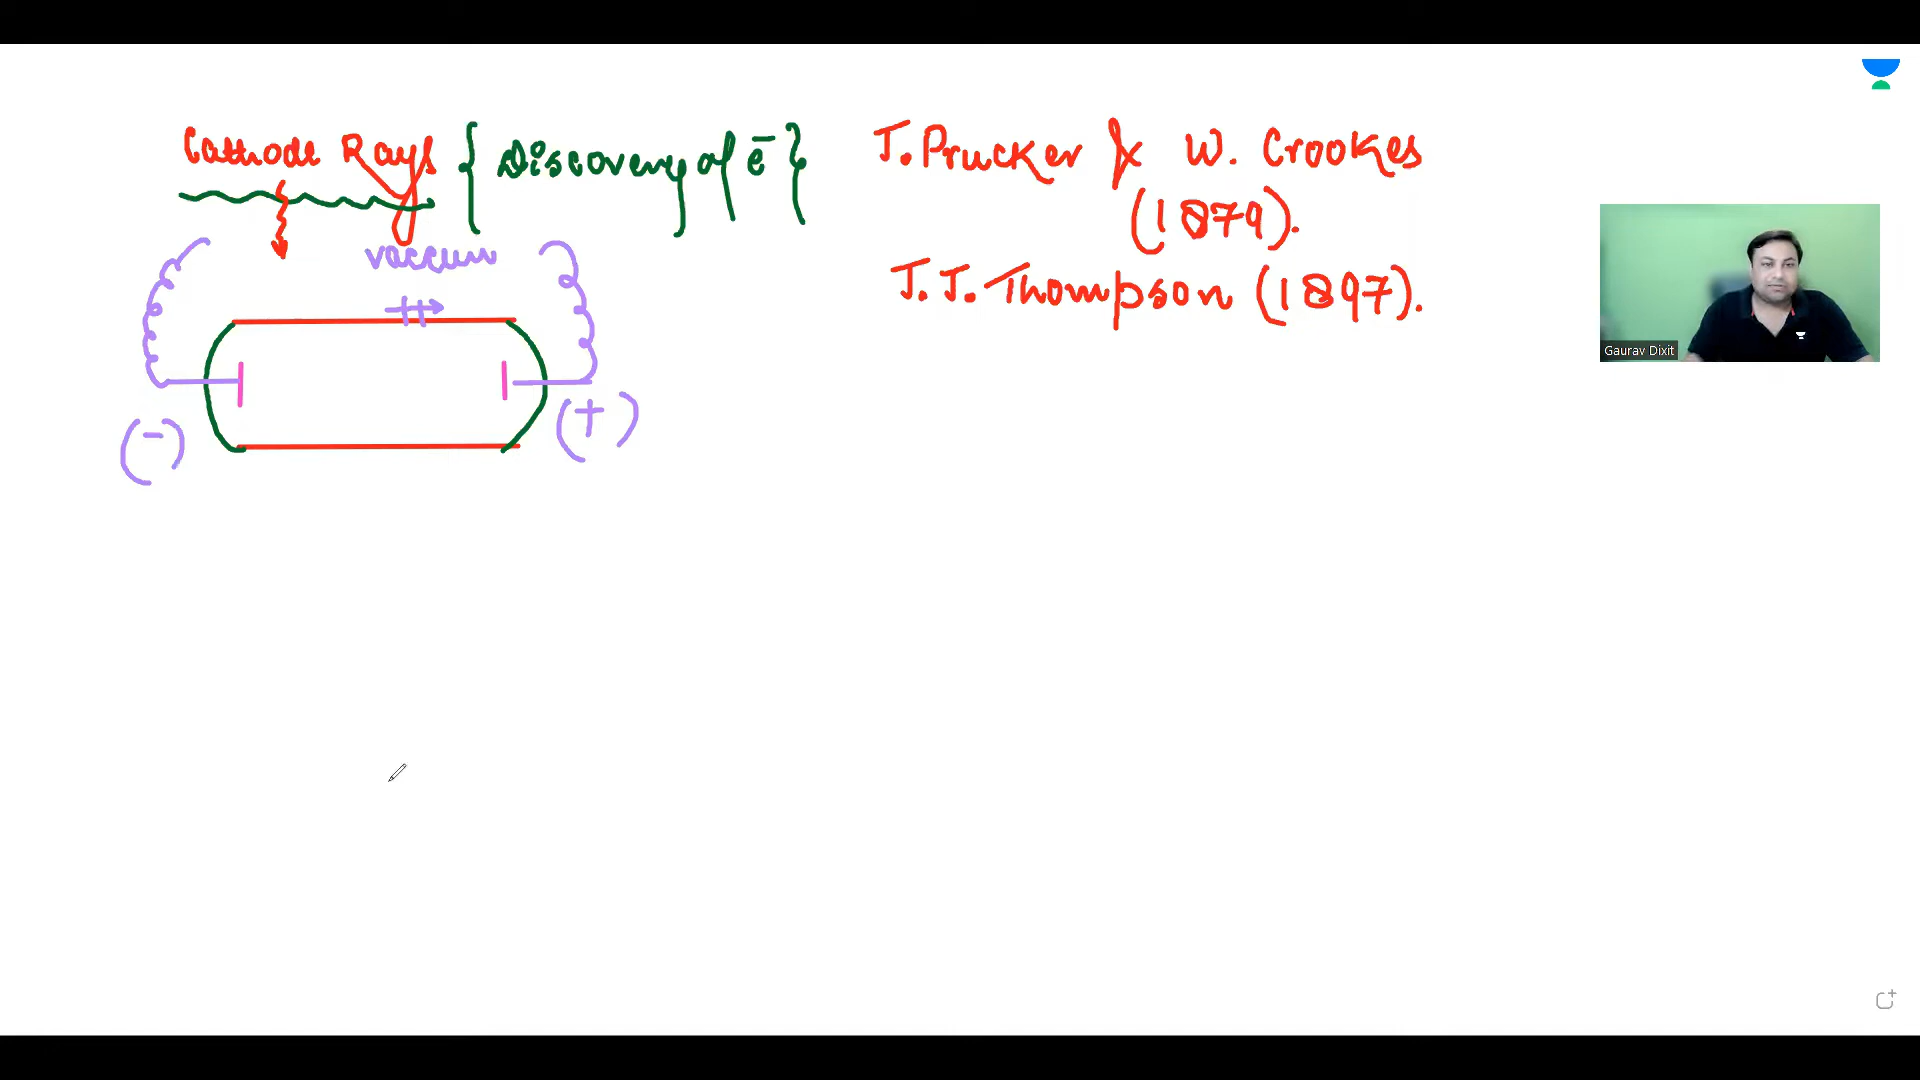 Cathode Rays { Discovery of e⁻ }
J. Prucker & W. Crookes
(1879).
J.J. Thompson (1897).
vaccum
(-)
(+)
Gaurav Dixit